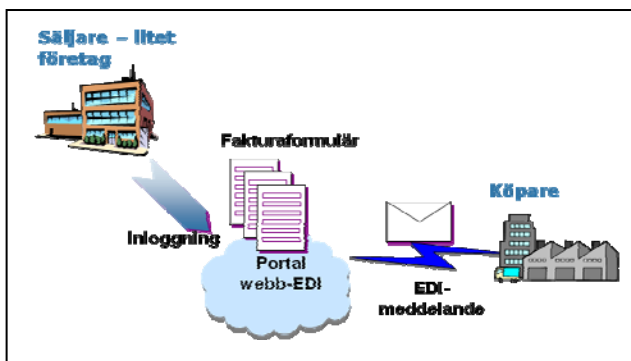 Säljare – litet
företag
Fakturaformulär
Inloggning
Portal
webb-EDI
Köpare
EDI-
meddelande